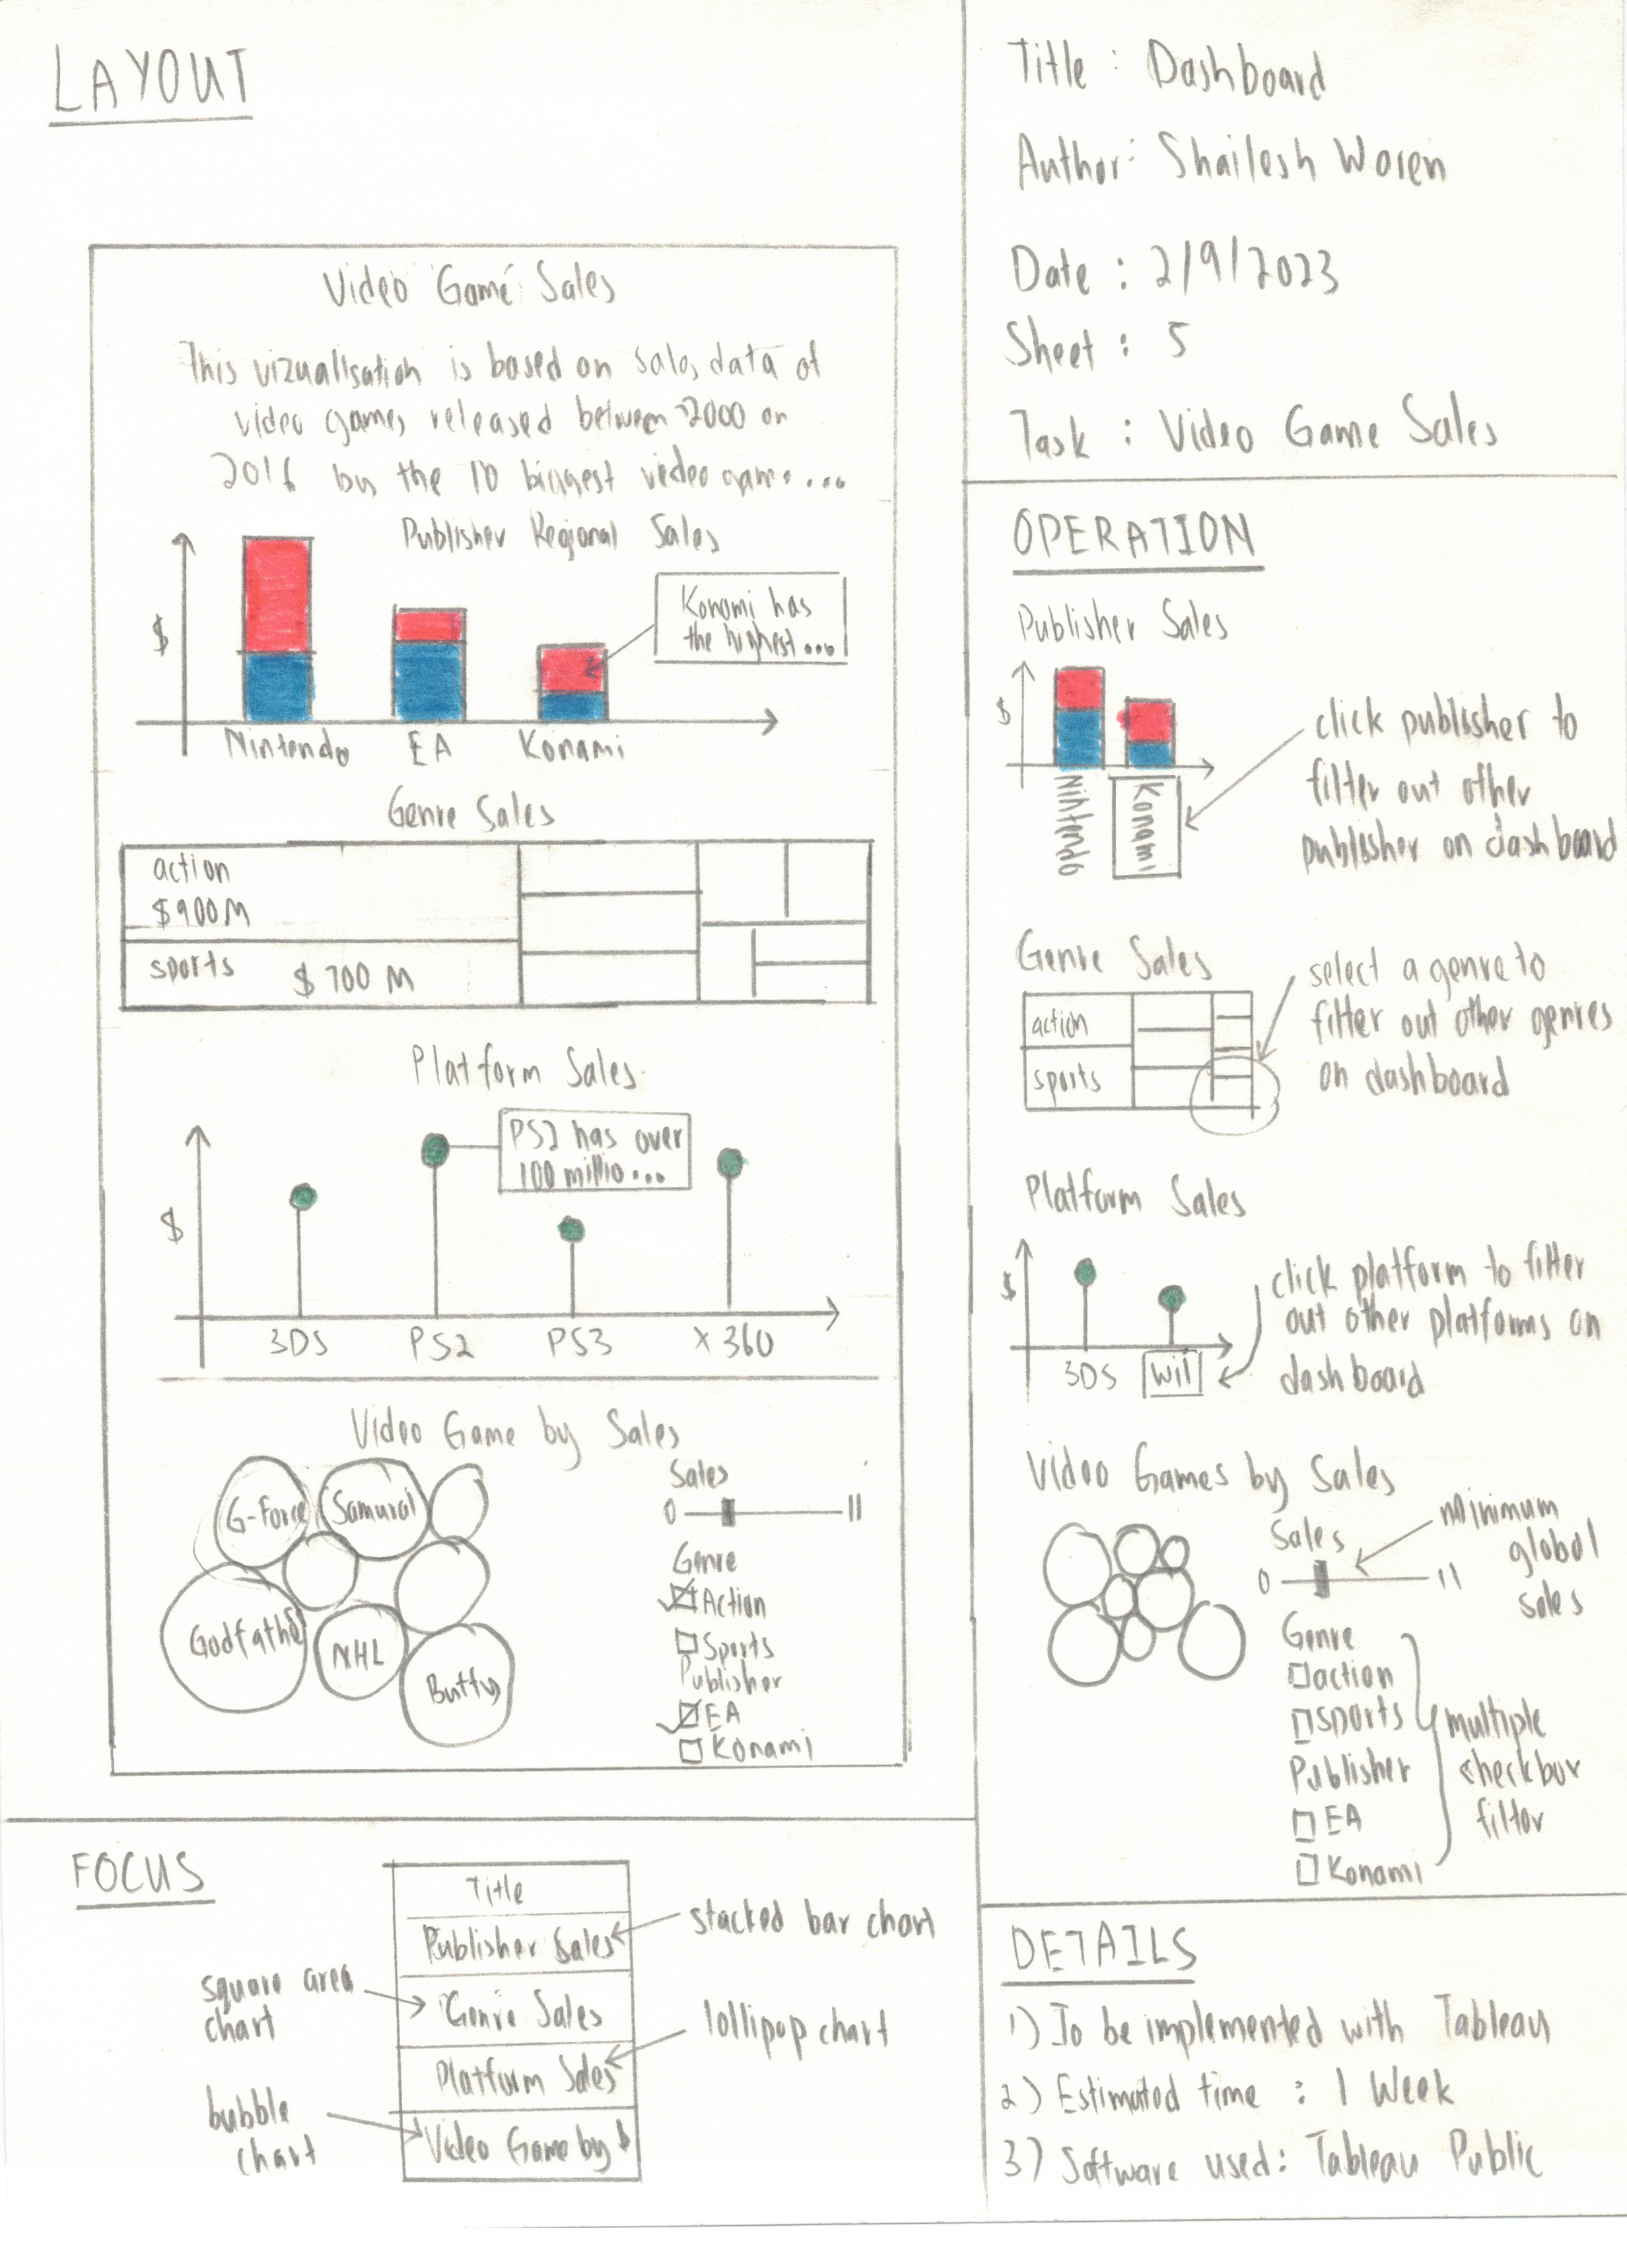 LAYOUT
Video Game Sales
This vizualisation is based on sales data of
video games released between 2000 on
2016 by the 10 biggest video game...
Publisher Regional Sales
Konami has
the highest...
$
Nintendo
EA
Konami
Genre Sales
action
$900M
sports $700M
Platform Sales
PS2 has over
100 millio...
$
3DS
PS2
PS3
X360
Video Game by Sales
G-Force
Samurai
Godfather
NHL
Sales
0 11
Genre
Action
Sports
Publisher
EA
Konami
FOCUS
Title
Publisher Sales
Genre Sales
Platform Sales
Video Game by $
stacked bar chart
square area
chart
lollipop chart
bubble
chart
Title : Dashboard
Author: Shailesh Woren
Date : 2/9/2023
Sheet : 5
Task : Video Game Sales
OPERATION
Publisher Sales
$
Nintendo
Konami
click publisher to
filter out other
publisher on dashboard
Genre Sales
action
sports
select a genre to
filter out other genres
on dashboard
Platform Sales
$
3DS
Wii
click platform to filter
out other platforms on
dashboard
Video Games by Sales
Sales
0 11
minimum
global
sales
Genre
action
sports
Publisher
EA
Konami
multiple
checkbox
filter
DETAILS
1) To be implemented with Tableau
2) Estimated time : 1 Week
3) Software used: Tableau Public